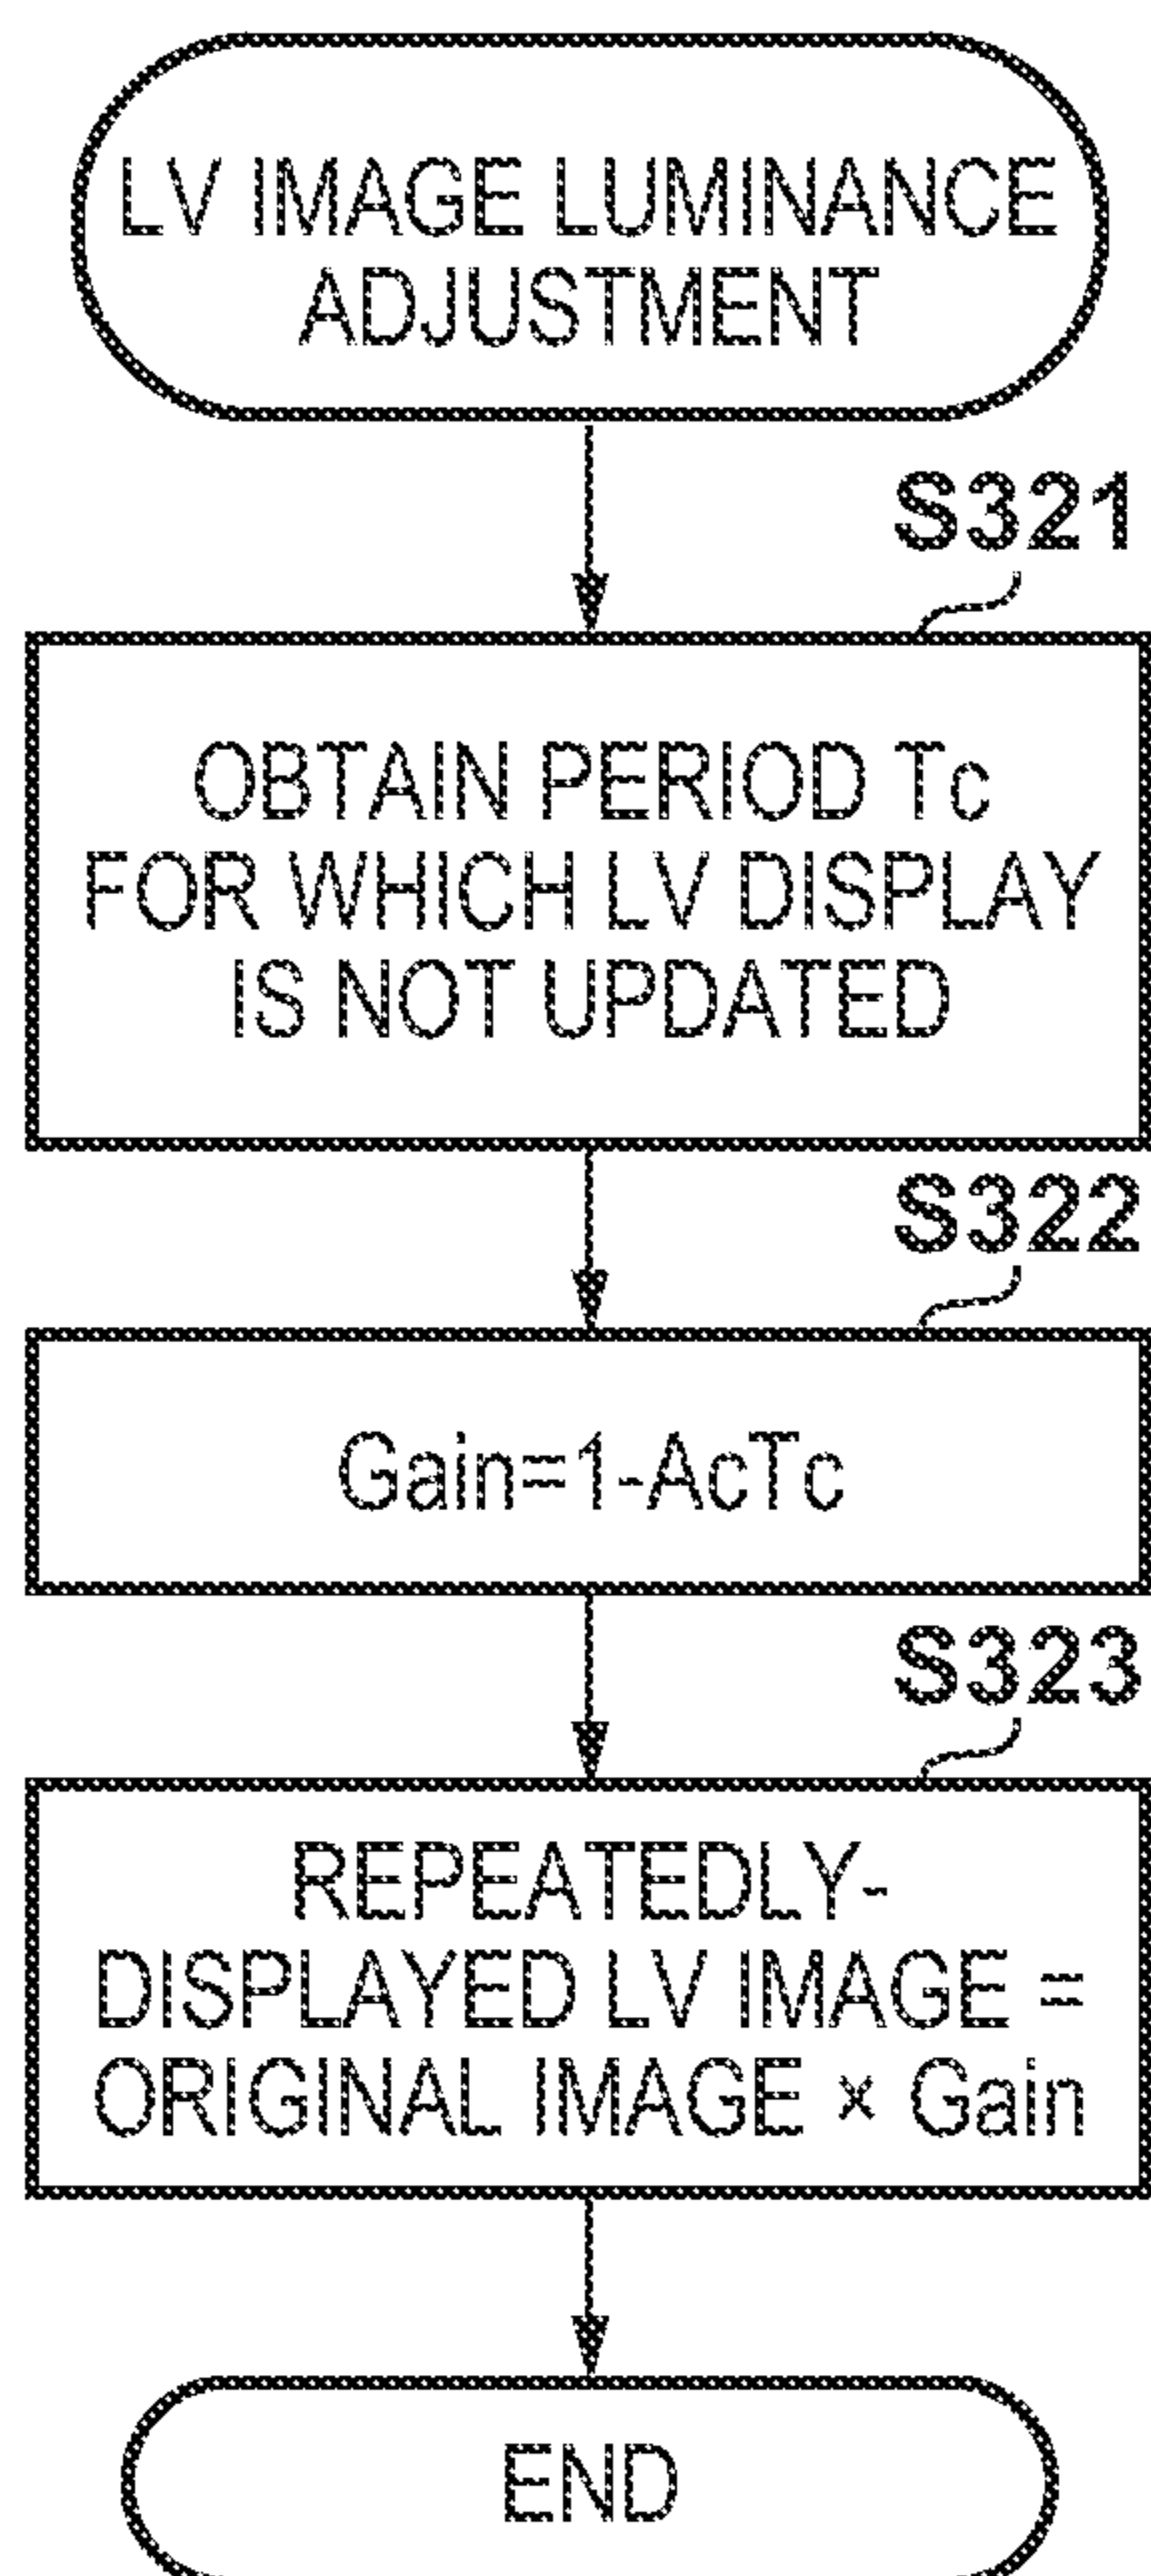 LV IMAGE LUMINANCE
ADJUSTMENT
S321
OBTAIN PERIOD Tc
FOR WHICH LV DISPLAY
IS NOT UPDATED
S322
Gain=1-AcTc
S323
REPEATEDLY-
DISPLAYED LV IMAGE =
ORIGINAL IMAGE × Gain
END